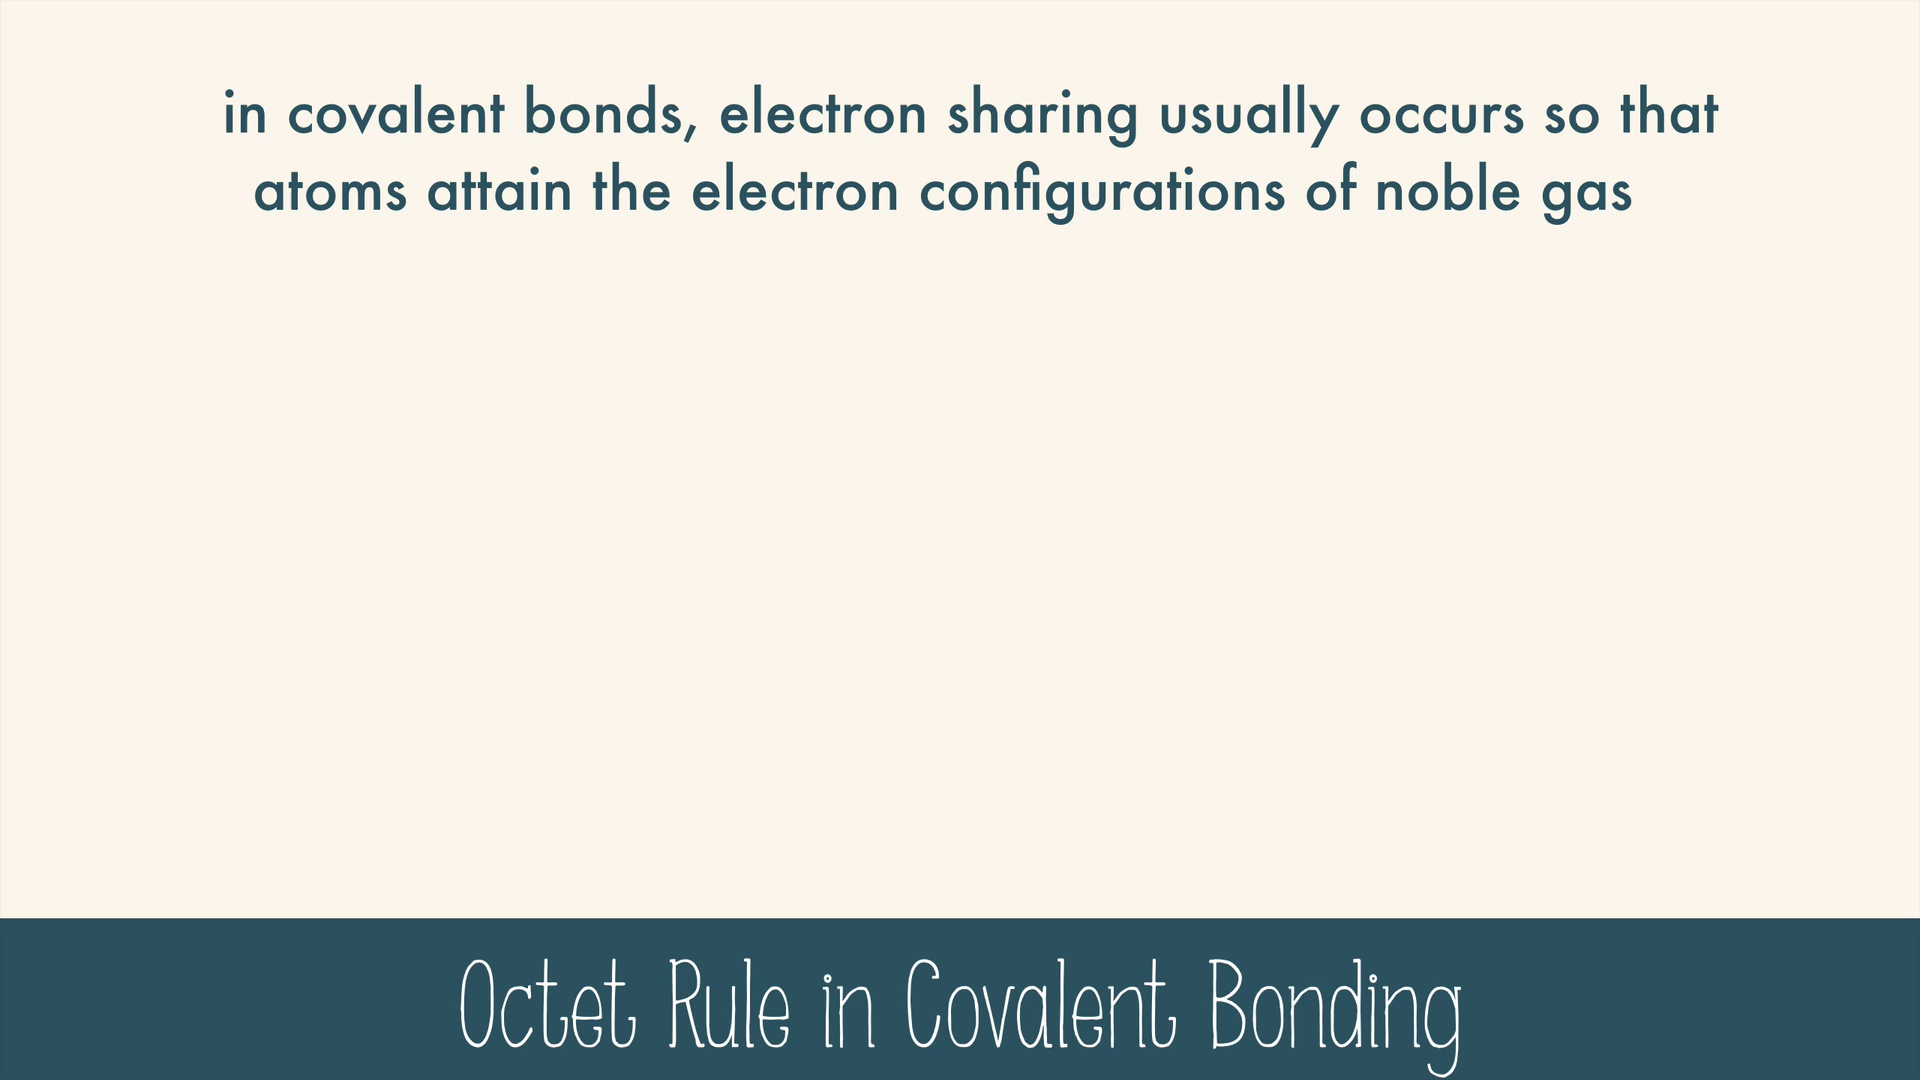 in covalent bonds, electron sharing usually occurs so that
atoms attain the electron configurations of noble gas
Octet Rule in Covalent Bonding